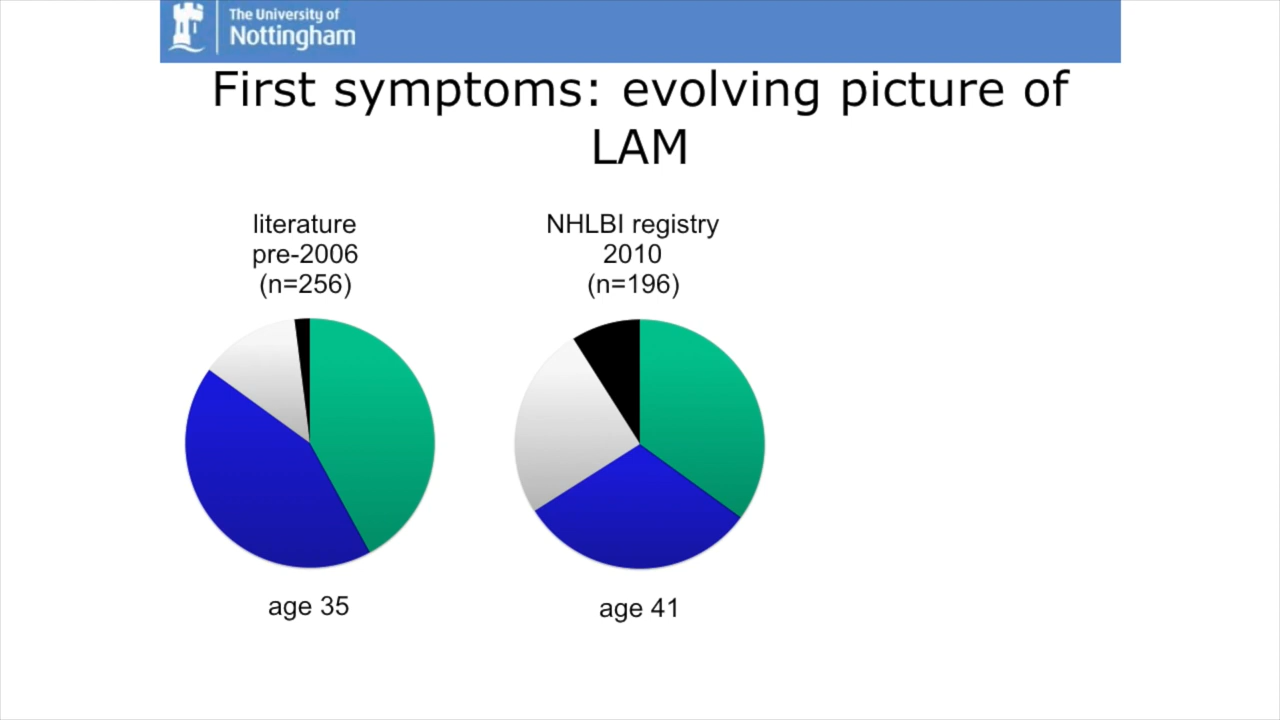 The University of
Nottingham
First symptoms: evolving picture of
LAM
literature
pre-2006
(n=256)
NHLBI registry
2010
(n=196)
age 35
age 41